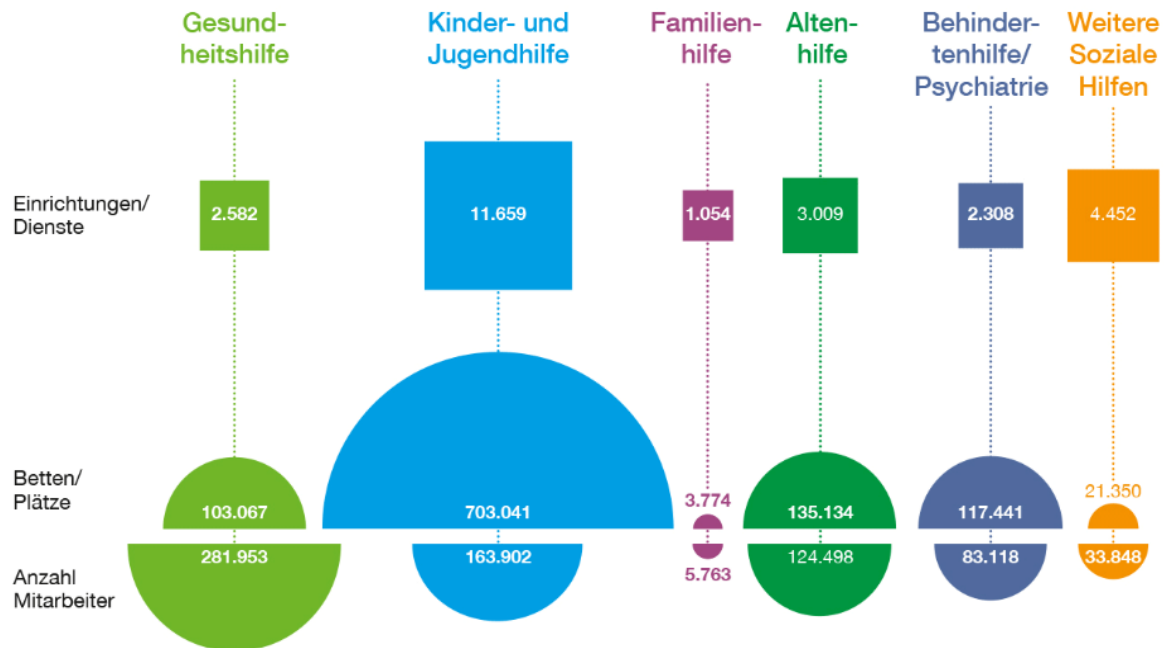 Gesund-
heitshilfe
Kinder- und
Jugendhilfe
Familien-
hilfe
Alten-
hilfe
Behinder-
tenhilfe/
Psychiatrie
Weitere
Soziale
Hilfen
Einrichtungen/
Dienste
2.582
11.659
1.054
3.009
2.308
4.452
Betten/
Plätze
103.067
703.041
3.774
135.134
117.441
21.350
Anzahl
Mitarbeiter
281.953
163.902
5.763
124.498
83.118
33.848